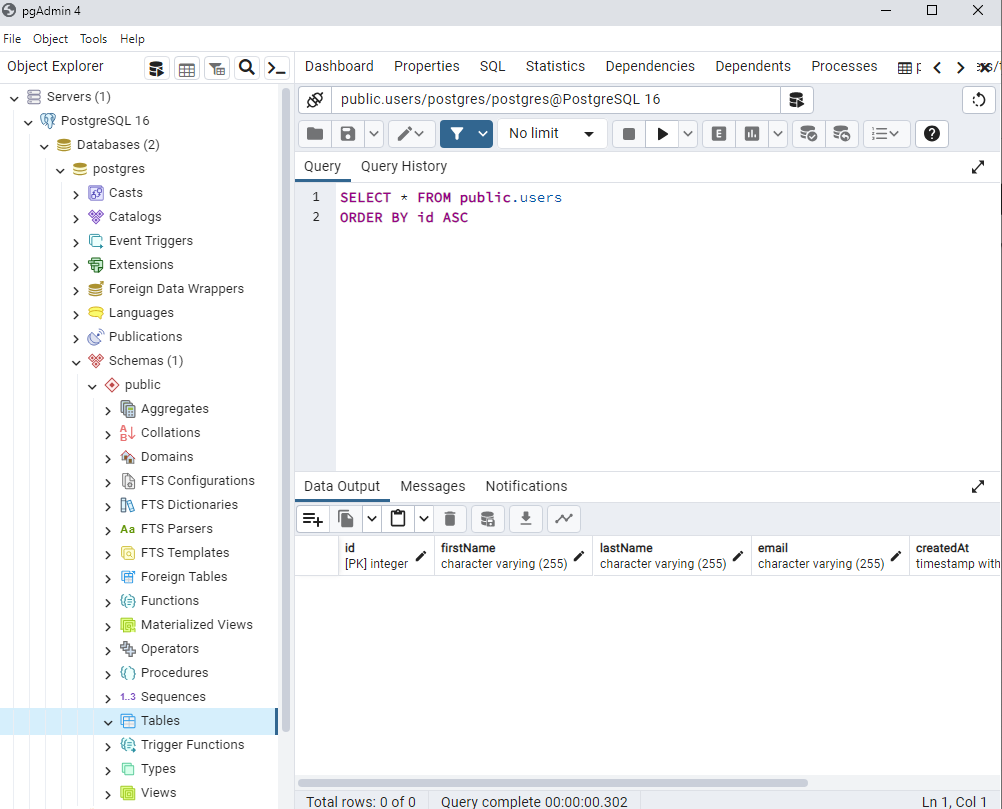 pgAdmin 4
File Object Tools Help
Object Explorer
Dashboard Properties SQL Statistics Dependencies Dependents Processes
Servers (1)
PostgreSQL 16
Databases (2)
postgres
Casts
Catalogs
Event Triggers
Extensions
Foreign Data Wrappers
Languages
Publications
Schemas (1)
public
Aggregates
Collations
Domains
FTS Configurations
FTS Dictionaries
FTS Parsers
FTS Templates
Foreign Tables
Functions
Materialized Views
Operators
Procedures
1..3 Sequences
Tables
Trigger Functions
Types
Views
public.users/postgres/postgres@PostgreSQL 16
No limit
Query Query History
1 SELECT * FROM public.users
2 ORDER BY id ASC
Data Output Messages Notifications
id firstName lastName email createdAt
[PK] integer character varying (255) character varying (255) character varying (255) timestamp with
Total rows: 0 of 0 Query complete 00:00:00.302 Ln 1, Col 1